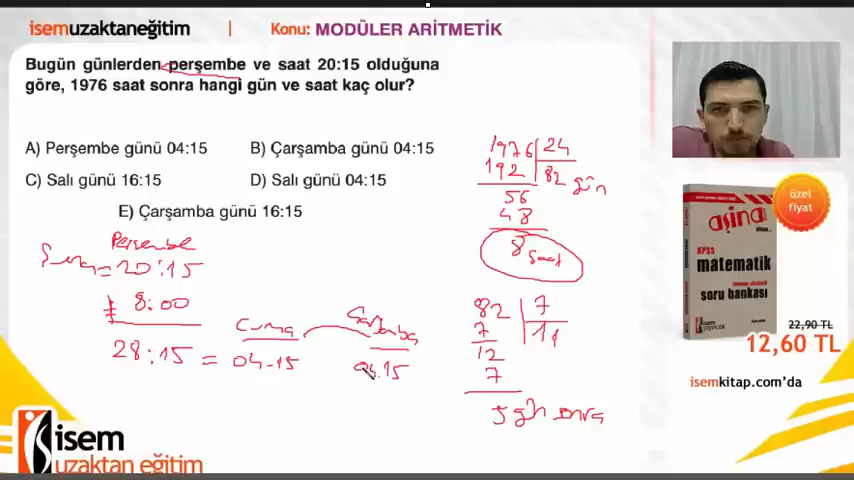 isemuzaktaneğitim | Konu: MODÜLER ARİTMETİK
Bugün günlerden perşembe ve saat 20:15 olduğuna
göre, 1976 saat sonra hangi gün ve saat kaç olur?
A) Perşembe günü 04:15 B) Çarşamba günü 04:15
C) Salı günü 16:15 D) Salı günü 04:15
E) Çarşamba günü 16:15
Perşembe
= 20:15
+ 8:00
28:15 = 04-15
Cuma
Çarşamba
04.15
1976 24
192 82 gün
56
48
8 saat
82 7
7 11
12
7
5 gün sonra
özel
fiyat
aşina
KPSS
matematik
soru bankası
isem
22,90 TL
12,60 TL
isemkitap.com'da
isem
uzaktan eğitim